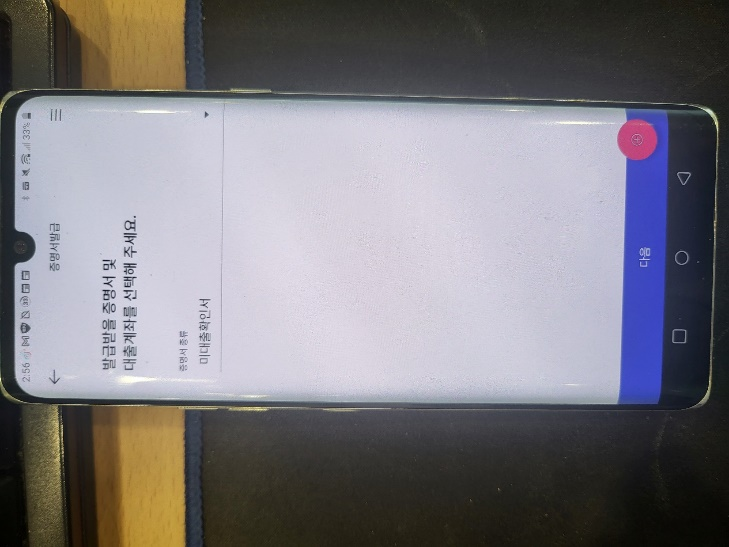 2:56
33%
증명서발급
발급받을 증명서 및
대출계좌를 선택해 주세요.
증명서 종류
미대출확인서
다음